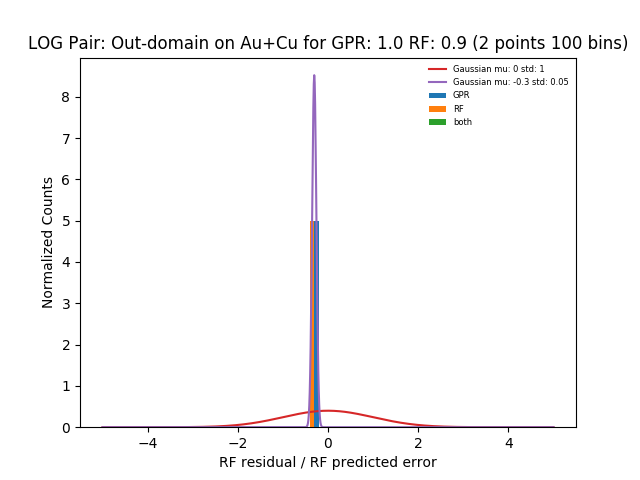 LOG Pair: Out-domain on Au+Cu for GPR: 1.0 RF: 0.9 (2 points 100 bins)
Gaussian mu: 0 std: 1
Gaussian mu: -0.3 std: 0.05
GPR
RF
both
Normalized Counts
8
7
6
5
4
3
2
1
0
−4 −2 0 2 4
RF residual / RF predicted error